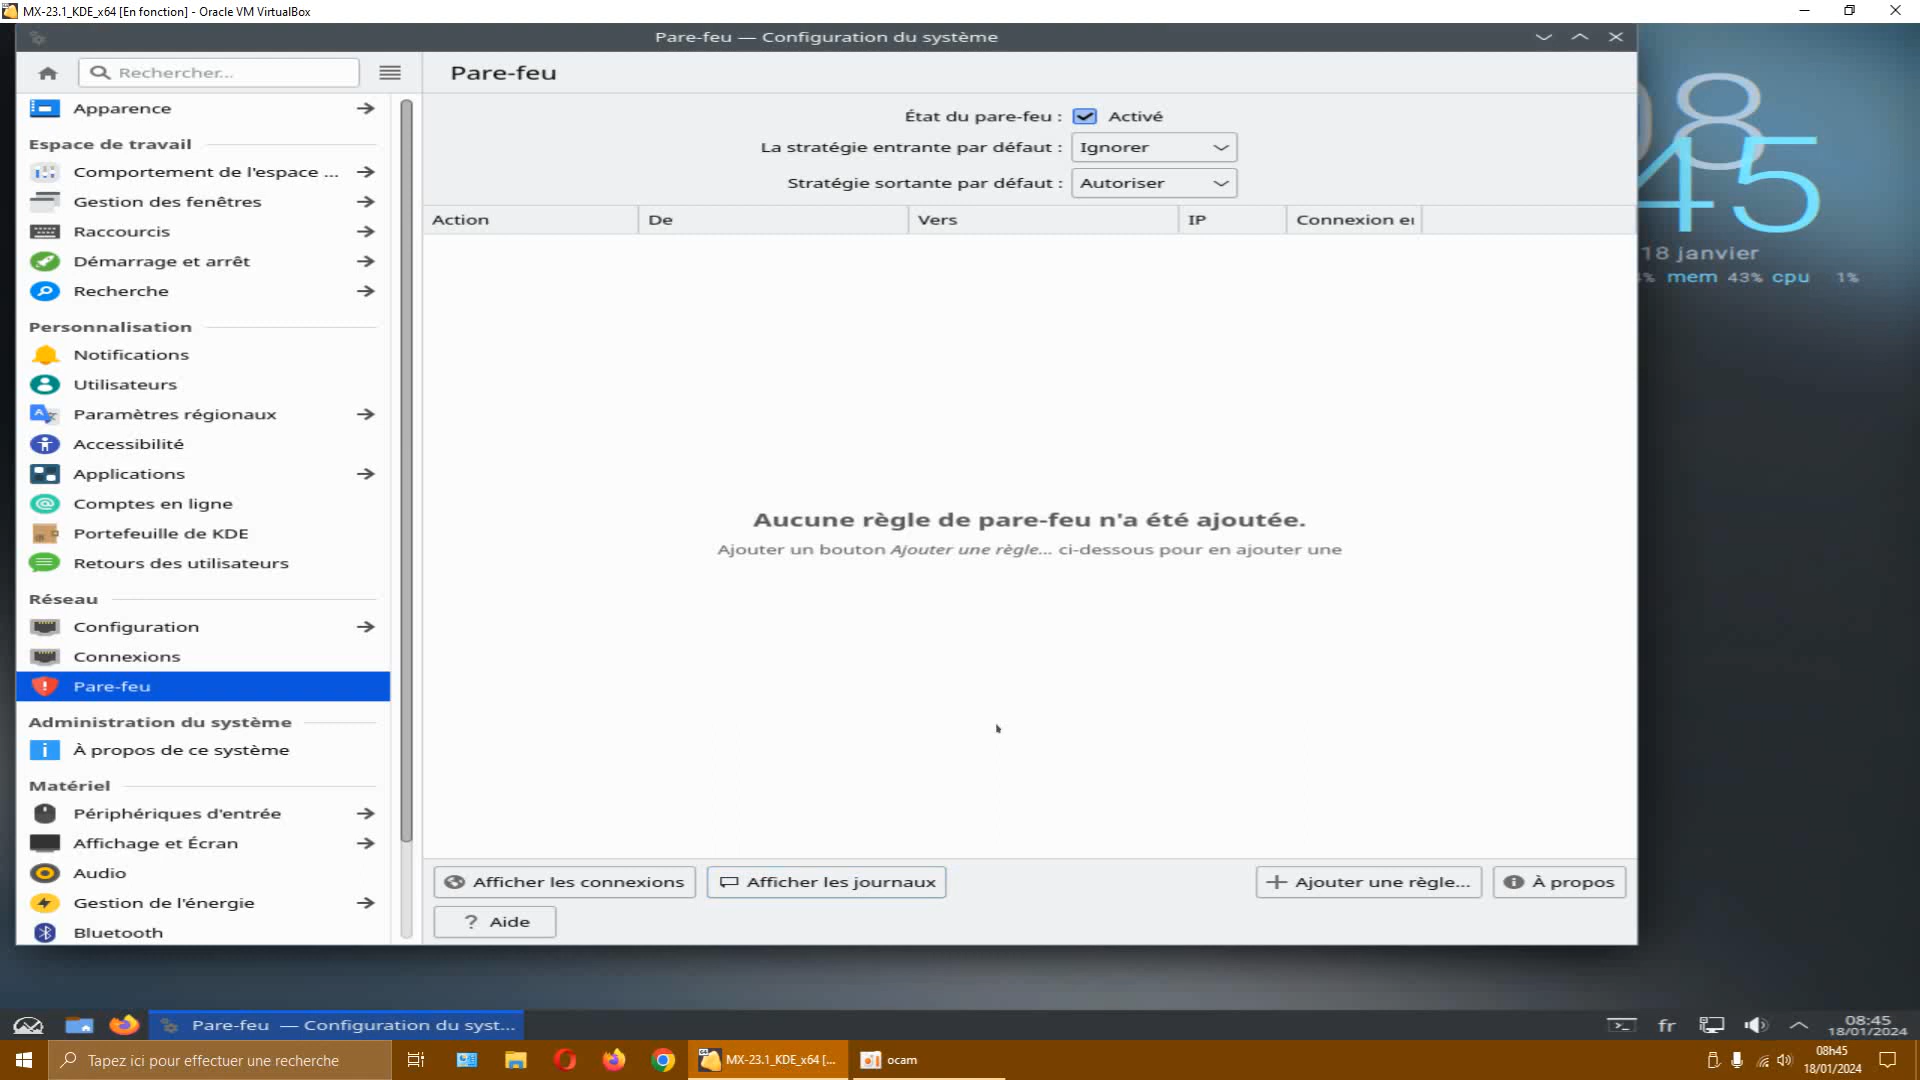 MX-23.1_KDE_x64 [En fonction] - Oracle VM VirtualBox
Pare-feu — Configuration du système
Rechercher...
Pare-feu
Apparence
Espace de travail
Comportement de l'espace ...
Gestion des fenêtres
Raccourcis
Démarrage et arrêt
Recherche
Personnalisation
Notifications
Utilisateurs
Paramètres régionaux
Accessibilité
Applications
Comptes en ligne
Portefeuille de KDE
Retours des utilisateurs
Réseau
Configuration
Connexions
Pare-feu
Administration du système
À propos de ce système
Matériel
Périphériques d'entrée
Affichage et Écran
Audio
Gestion de l'énergie
Bluetooth
État du pare-feu : Activé
La stratégie entrante par défaut : Ignorer
Stratégie sortante par défaut : Autoriser
Action De Vers IP Connexion
Aucune règle de pare-feu n'a été ajoutée.
Ajouter un bouton Ajouter une règle... ci-dessous pour en ajouter une
Afficher les connexions Afficher les journaux Ajouter une règle... À propos
? Aide
8
45
18 janvier
% mem 43% cpu 1%
Pare-feu — Configuration du syst...
fr
08:45
18/01/2024
Tapez ici pour effectuer une recherche
MX-23.1_KDE_x64 [...
ocam
08h45
18/01/2024